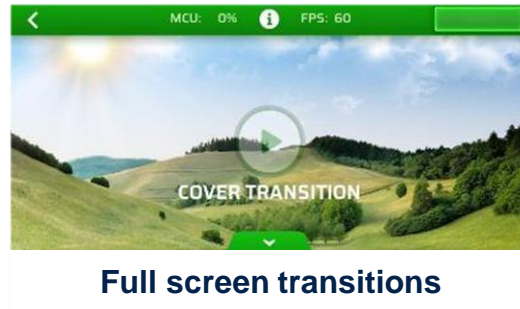 MCU: 0% i FPS: 60
COVER TRANSITION
Full screen transitions